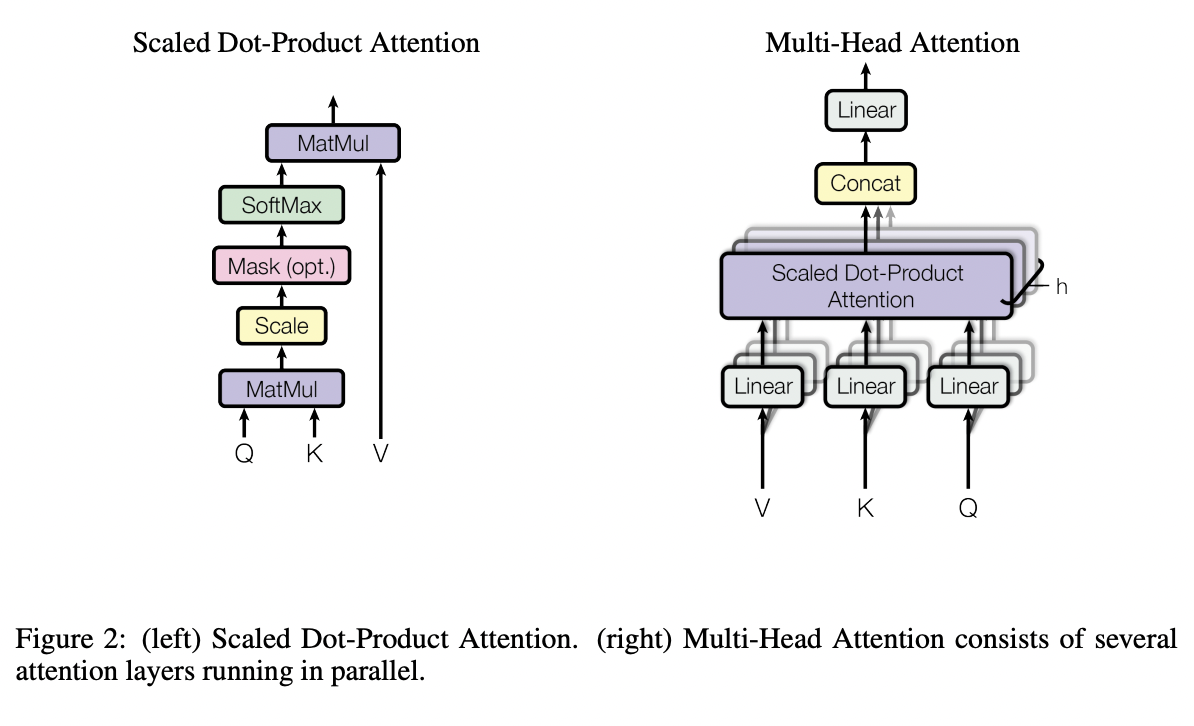 Scaled Dot-Product Attention
MatMul
SoftMax
Mask (opt.)
Scale
MatMul
Q K V
Multi-Head Attention
Linear
Concat
Scaled Dot-Product
Attention
h
Linear Linear Linear
V K Q
Figure 2: (left) Scaled Dot-Product Attention. (right) Multi-Head Attention consists of several
attention layers running in parallel.